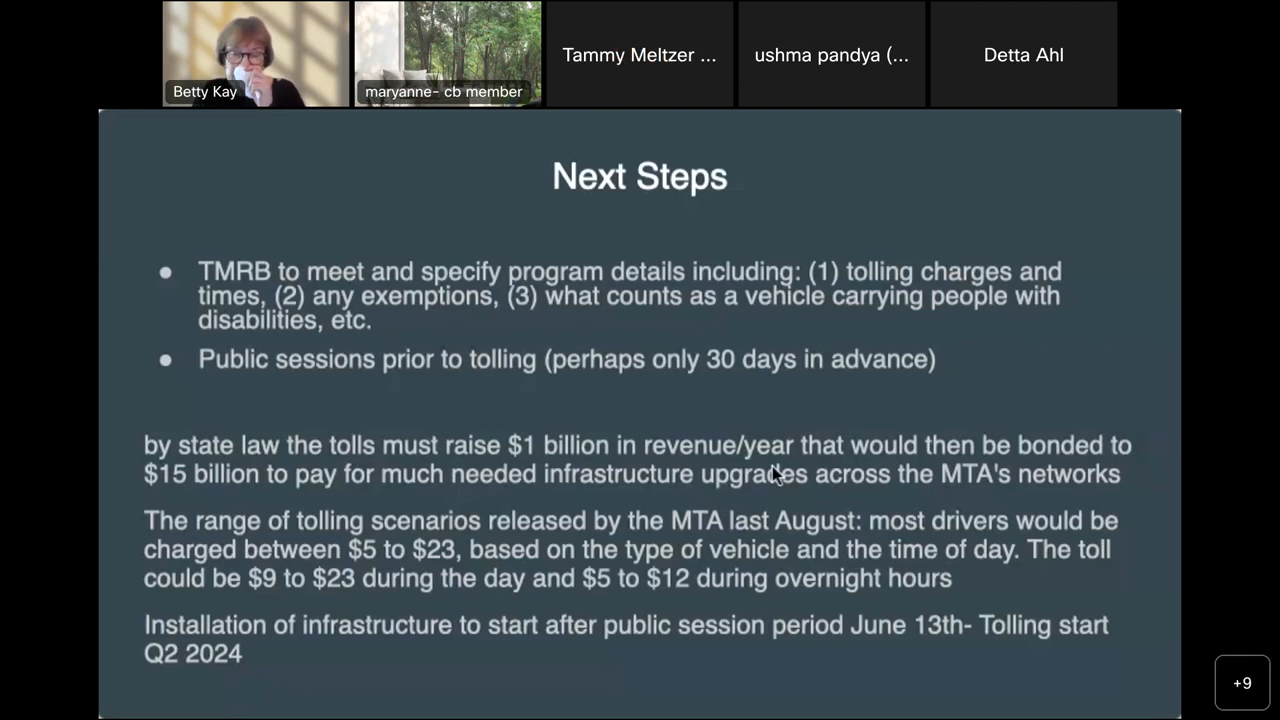 Betty Kay
maryanne- cb member
Tammy Meltzer ...
ushma pandya (...
Detta Ahl
Next Steps
● TMRB to meet and specify program details including: (1) tolling charges and
times, (2) any exemptions, (3) what counts as a vehicle carrying people with
disabilities, etc.
● Public sessions prior to tolling (perhaps only 30 days in advance)
by state law the tolls must raise $1 billion in revenue/year that would then be bonded to
$15 billion to pay for much needed infrastructure upgrades across the MTA's networks
The range of tolling scenarios released by the MTA last August: most drivers would be
charged between $5 to $23, based on the type of vehicle and the time of day. The toll
could be $9 to $23 during the day and $5 to $12 during overnight hours
Installation of infrastructure to start after public session period June 13th- Tolling start
Q2 2024
+9